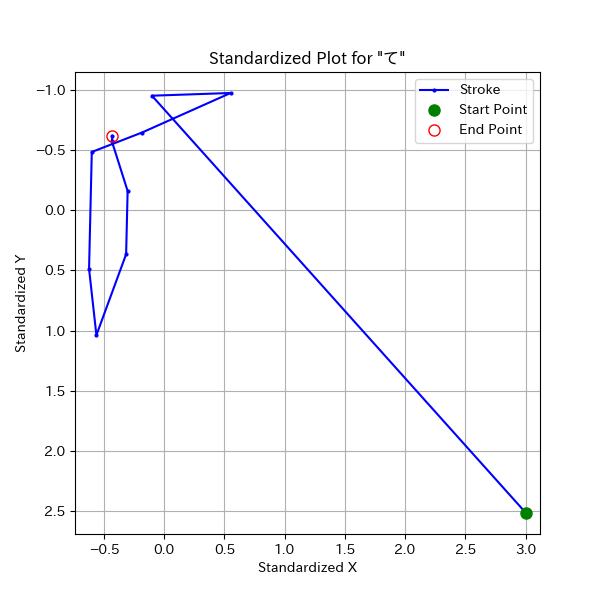 Standardized Plot for "て"
Stroke
Start Point
End Point
−1.0
−0.5
0.0
0.5
1.0
1.5
2.0
2.5
Standardized Y
−0.5 0.0 0.5 1.0 1.5 2.0 2.5 3.0
Standardized X